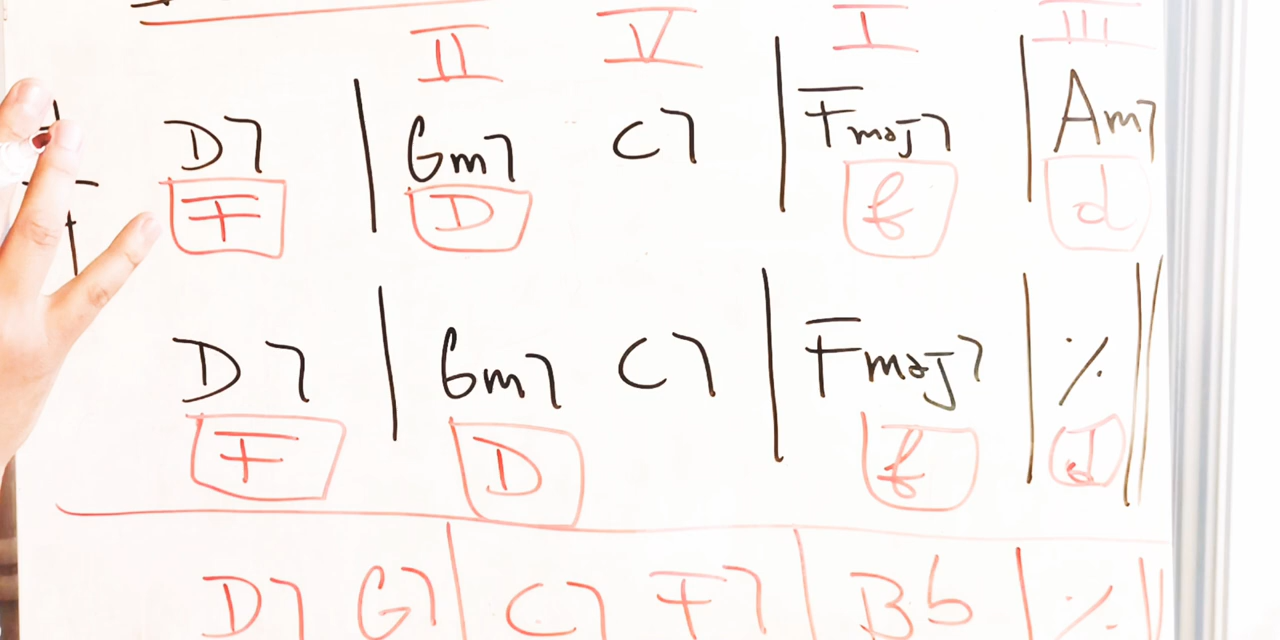 II V I III
D7 | Gm7 C7 | Fmaj7 | Am7
F D f d
D7 | Gm7 C7 | Fmaj7 | ٪ ||
F D f d
D7 G7 | C7 F7 | Bb | ٪ ||